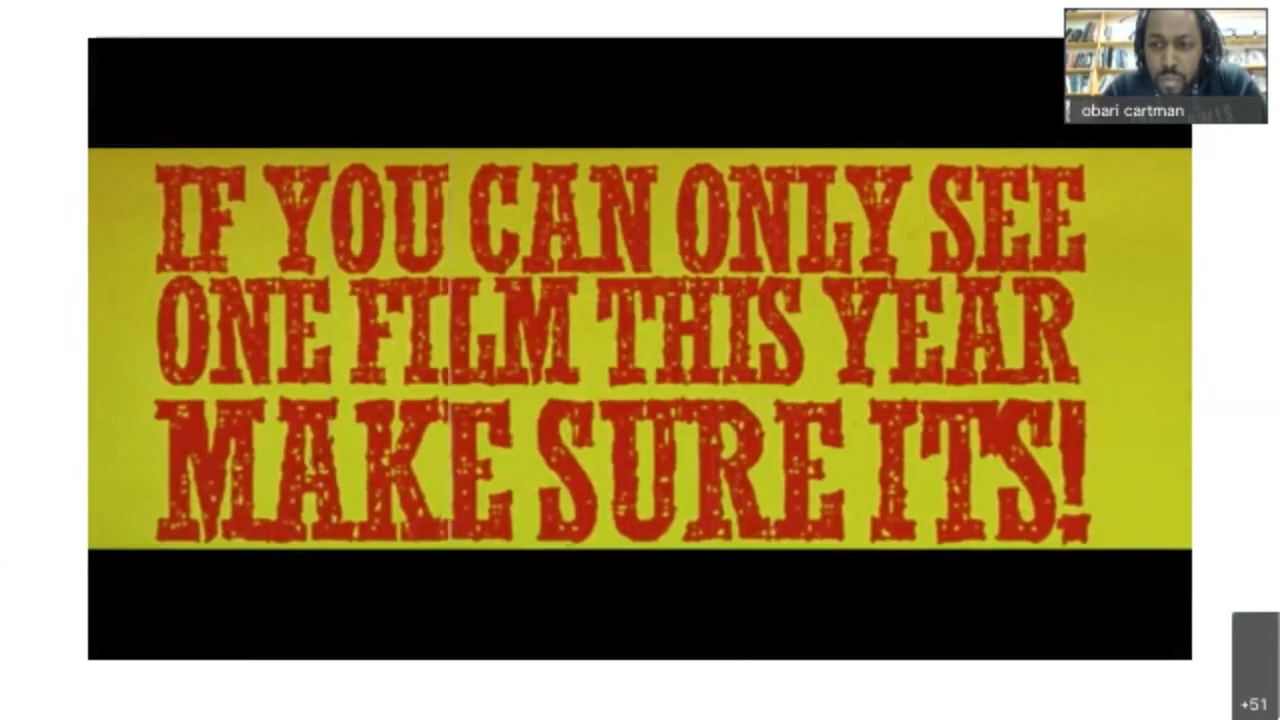 obari cartman
IF YOU CAN ONLY SEE
ONE FILM THIS YEAR
MAKE SURE ITS!
+51